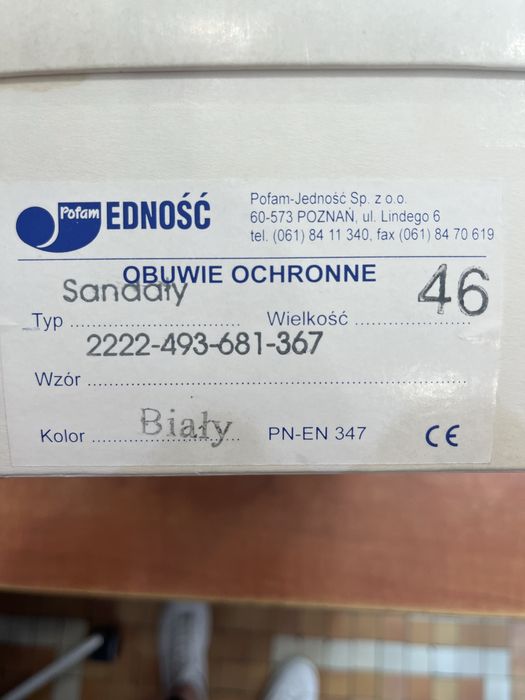 Pofam JEDNOŚĆ
Pofam-Jedność Sp. z o.o.
60-573 POZNAŃ, ul. Lindego 6
tel. (061) 84 11 340, fax (061) 84 70 619
OBUWIE OCHRONNE
Typ Sandały Wielkość 46
2222-493-681-367
Wzór
Kolor Biały PN-EN 347 CE